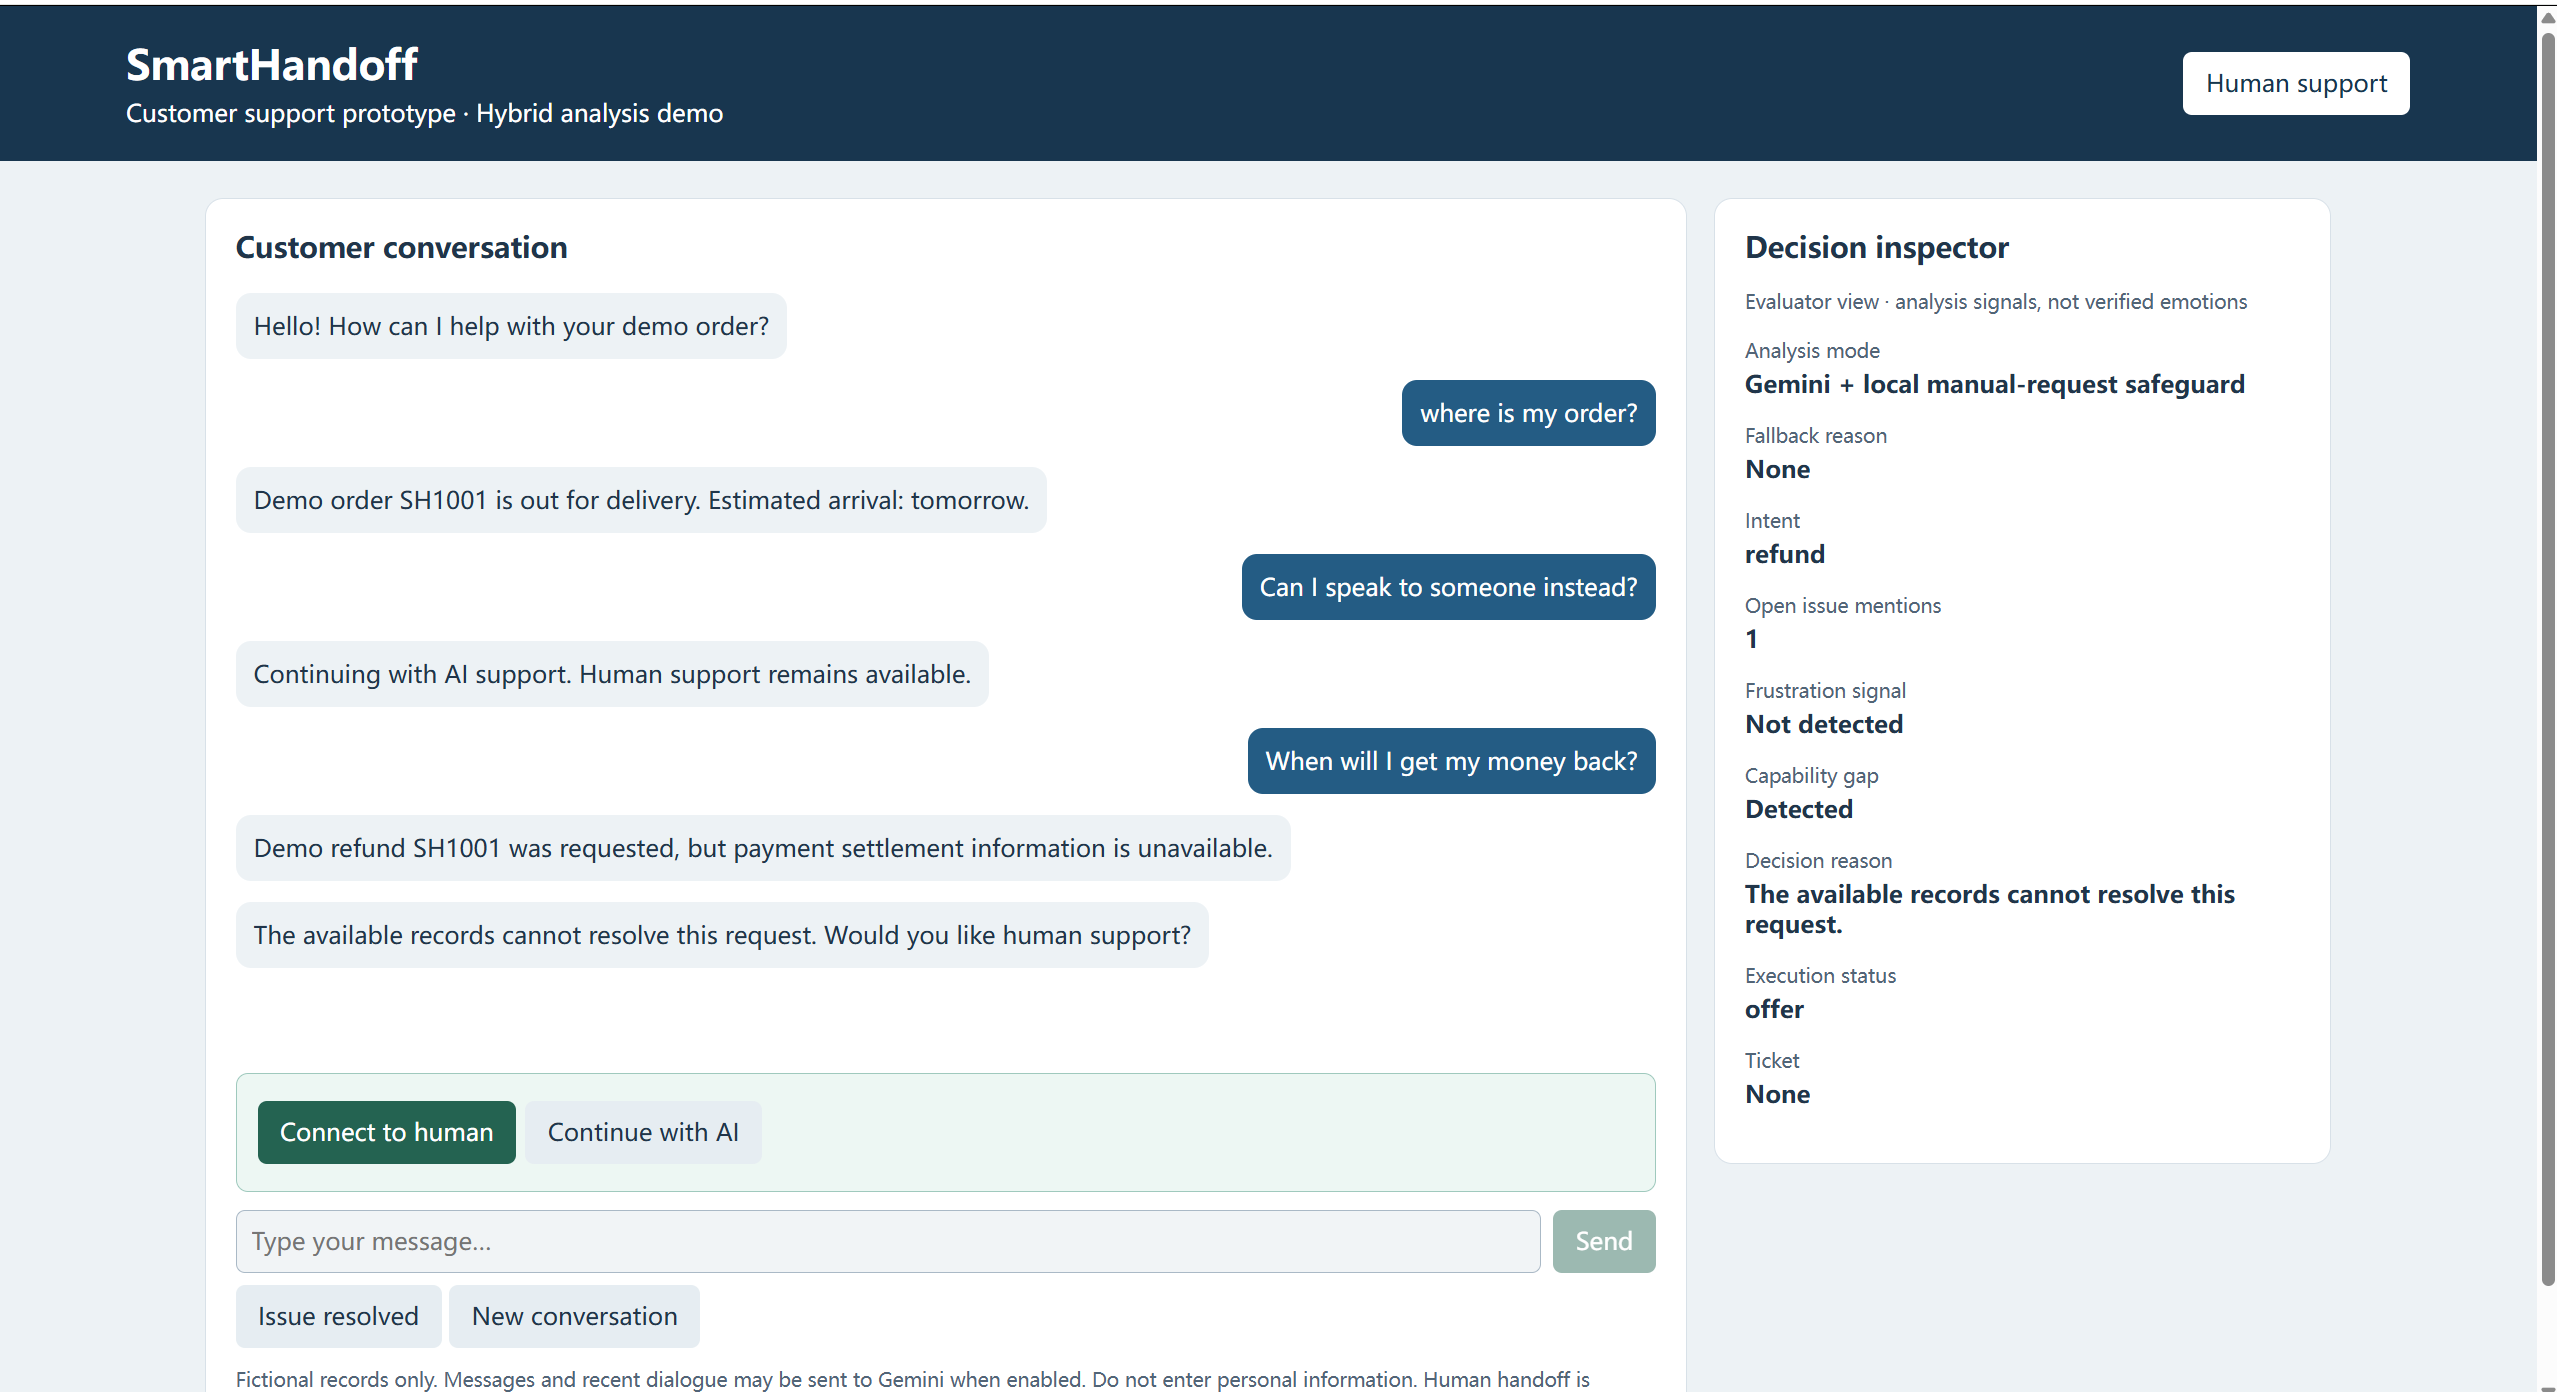 SmartHandoff
Customer support prototype · Hybrid analysis demo
Human support
Customer conversation
Hello! How can I help with your demo order?
where is my order?
Demo order SH1001 is out for delivery. Estimated arrival: tomorrow.
Can I speak to someone instead?
Continuing with AI support. Human support remains available.
When will I get my money back?
Demo refund SH1001 was requested, but payment settlement information is unavailable.
The available records cannot resolve this request. Would you like human support?
Connect to human
Continue with AI
Type your message...
Send
Issue resolved
New conversation
Fictional records only. Messages and recent dialogue may be sent to Gemini when enabled. Do not enter personal information. Human handoff is
Decision inspector
Evaluator view · analysis signals, not verified emotions
Analysis mode
Gemini + local manual-request safeguard
Fallback reason
None
Intent
refund
Open issue mentions
1
Frustration signal
Not detected
Capability gap
Detected
Decision reason
The available records cannot resolve this
request.
Execution status
offer
Ticket
None